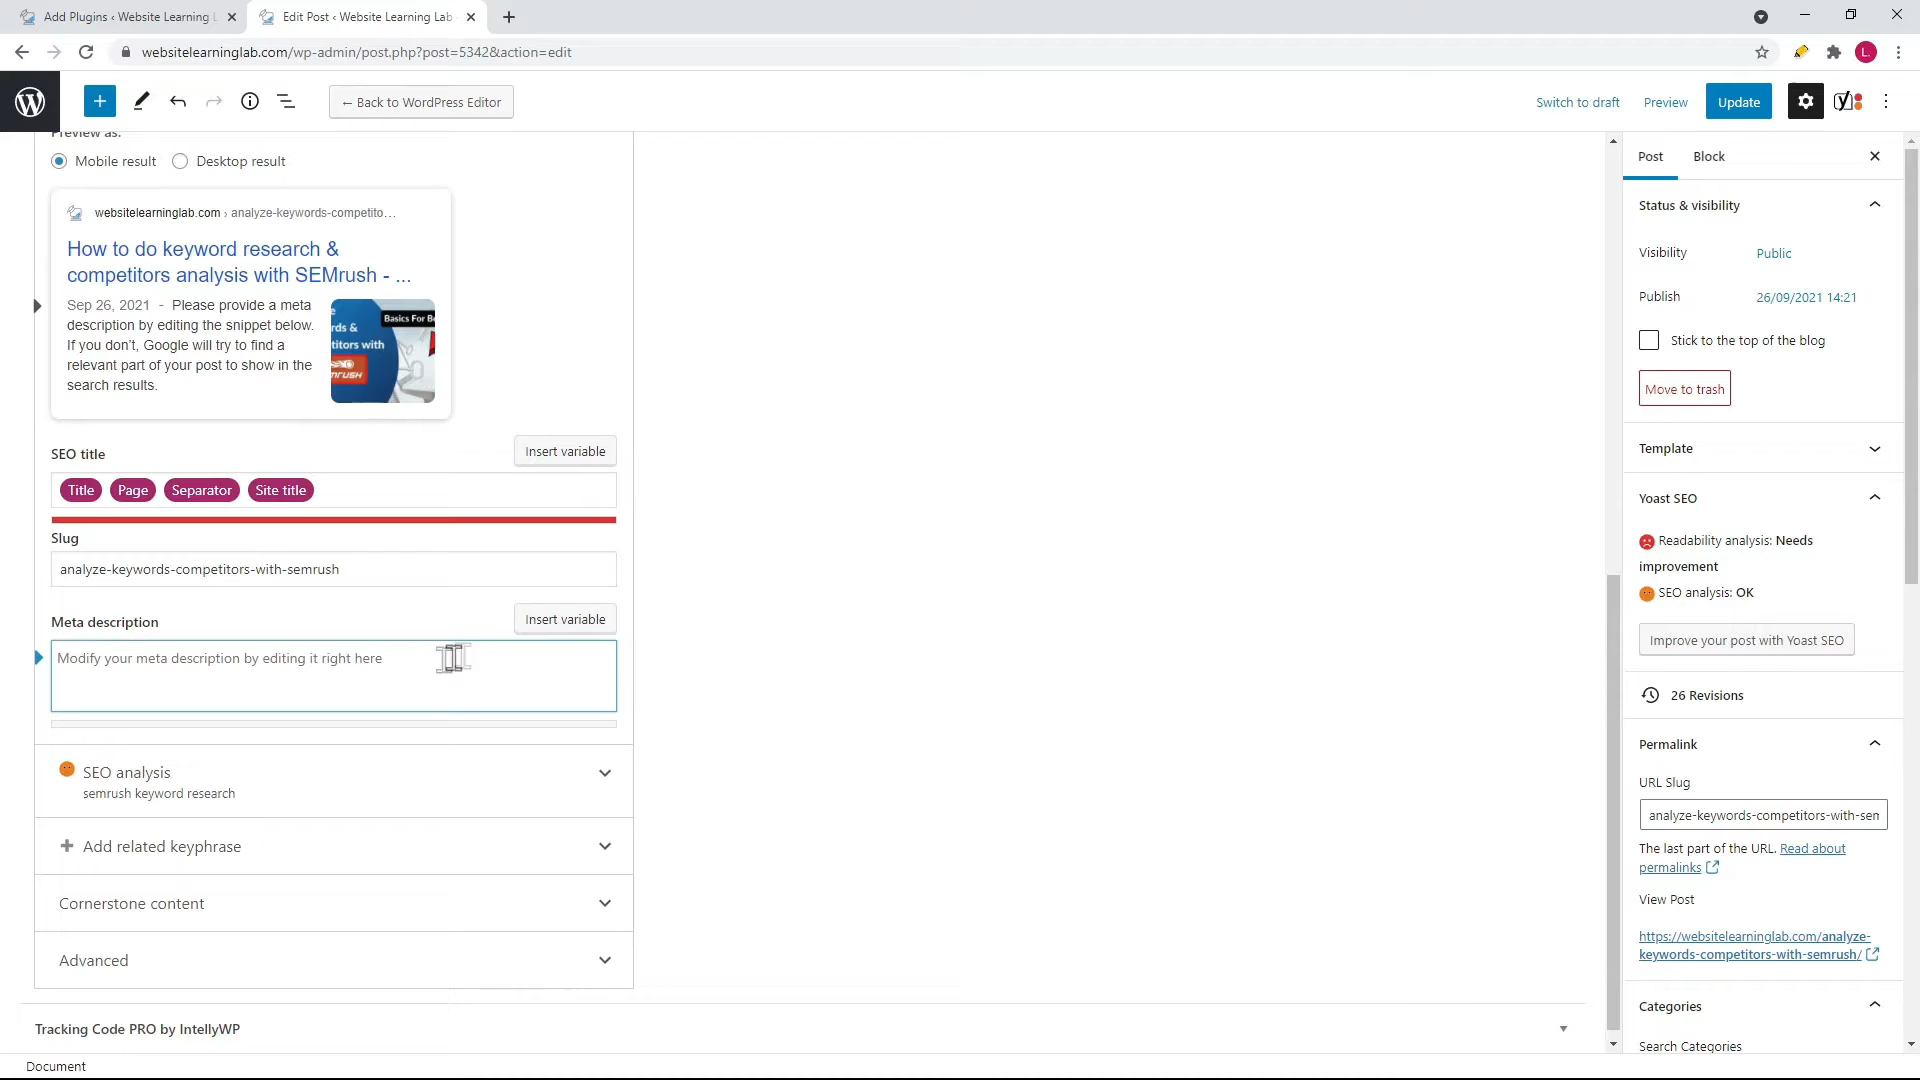 Add Plugins ‹ Website Learning L
Edit Post ‹ Website Learning Lab
websitelearninglab.com/wp-admin/post.php?post=5342&action=edit
L
← Back to WordPress Editor
Switch to draft
Preview
Update
Preview as:
Mobile result
Desktop result
websitelearninglab.com › analyze-keywords-competito…
How to do keyword research &
competitors analysis with SEMrush - ...
Sep 26, 2021 - Please provide a meta
description by editing the snippet below.
If you don't, Google will try to find a
relevant part of your post to show in the
search results.
Basics For Be
rds &
titors with
MRUSH
SEO title
Insert variable
Title
Page
Separator
Site title
Slug
analyze-keywords-competitors-with-semrush
Meta description
Insert variable
Modify your meta description by editing it right here
SEO analysis
semrush keyword research
Add related keyphrase
Cornerstone content
Advanced
Tracking Code PRO by IntellyWP
Document
Post
Block
Status & visibility
Visibility
Public
Publish
26/09/2021 14:21
Stick to the top of the blog
Move to trash
Template
Yoast SEO
Readability analysis: Needs
improvement
SEO analysis: OK
Improve your post with Yoast SEO
26 Revisions
Permalink
URL Slug
analyze-keywords-competitors-with-sen
The last part of the URL. Read about
permalinks
View Post
https://websitelearninglab.com/analyze-
keywords-competitors-with-semrush/
Categories
Search Categories